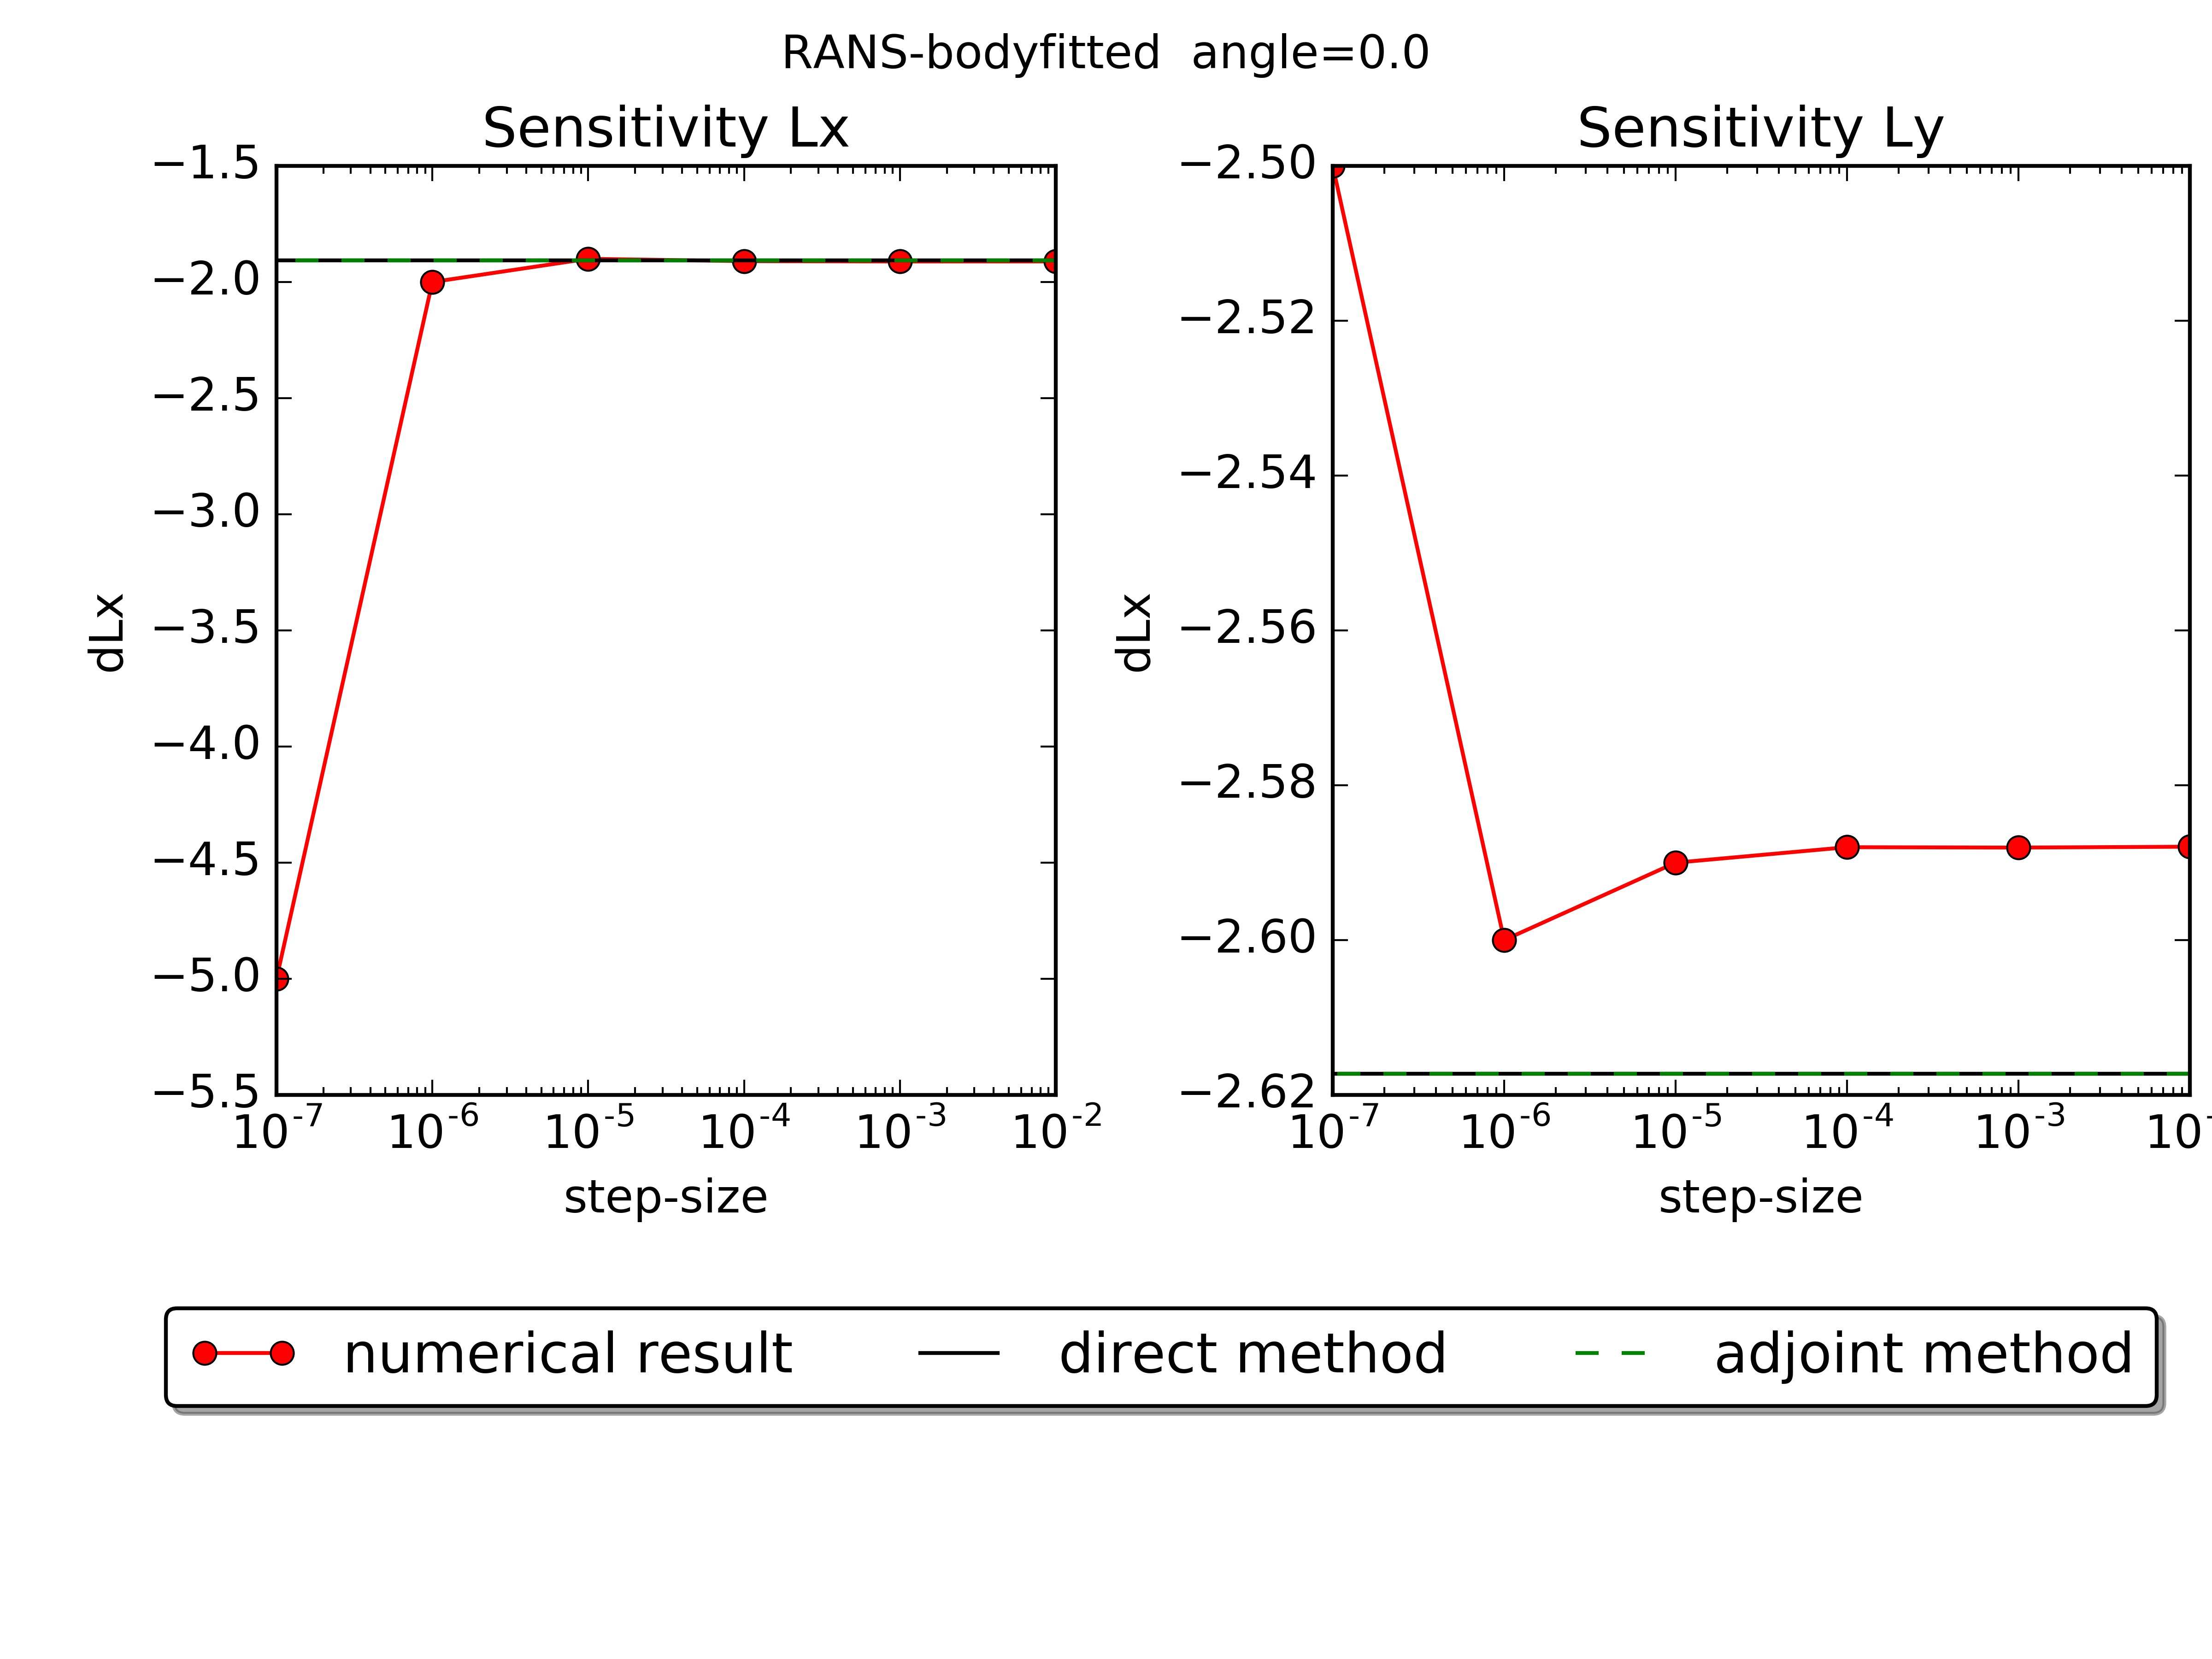 RANS-bodyfitted  angle=0.0
Sensitivity Lx
−1.5
−2.0
−2.5
−3.0
−3.5
−4.0
−4.5
−5.0
−5.5
dLx
10^-7 10^-6 10^-5 10^-4 10^-3 10^-2
step-size
Sensitivity Ly
−2.50
−2.52
−2.54
−2.56
−2.58
−2.60
−2.62
dLx
10^-7 10^-6 10^-5 10^-4 10^-3 10^-
step-size
numerical result direct method adjoint method